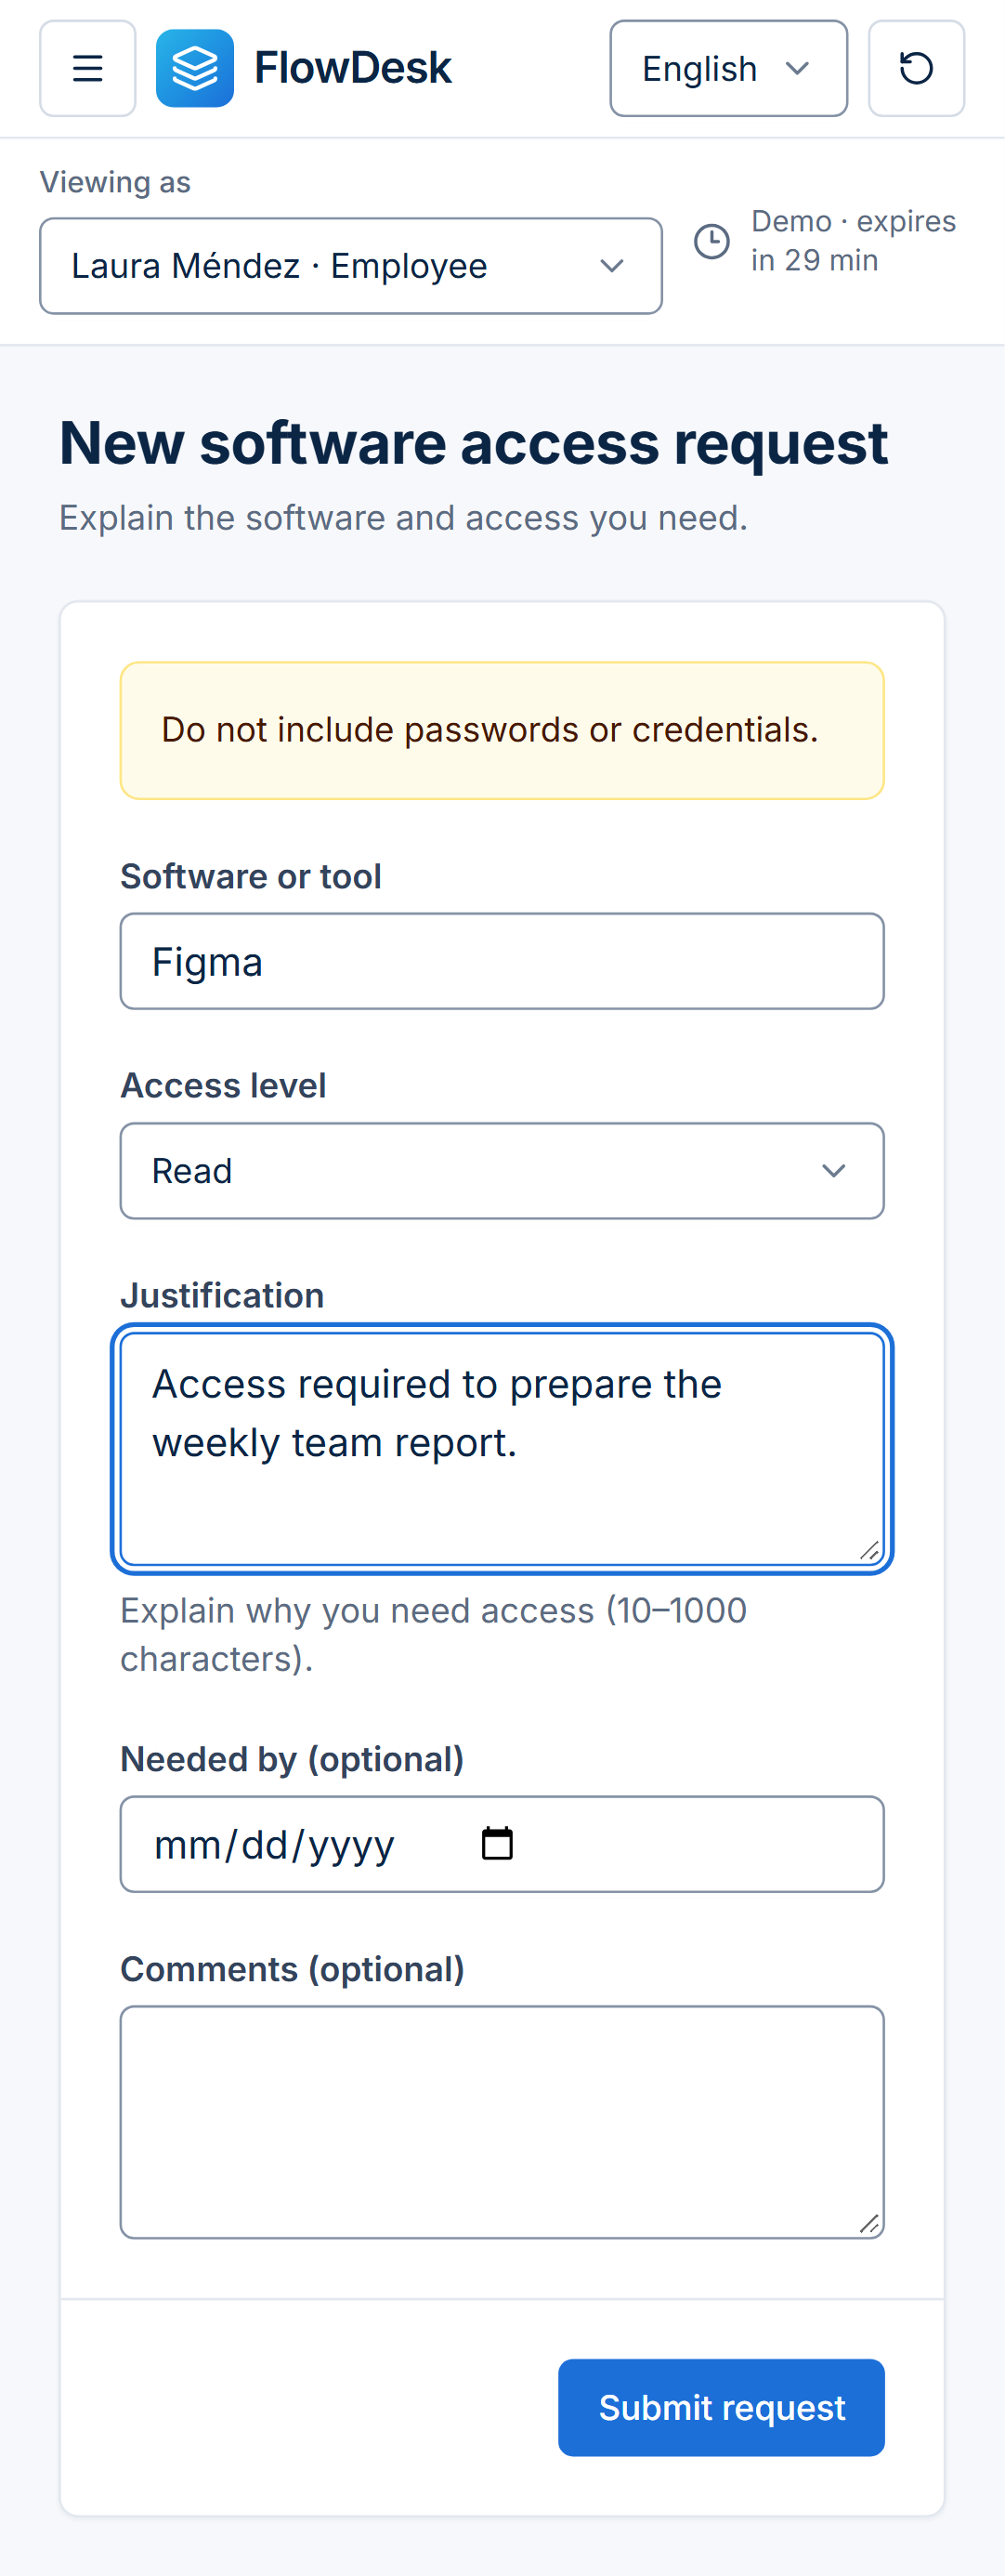 FlowDesk
English
Viewing as
Laura Méndez · Employee
Demo · expires
in 29 min
New software access request
Explain the software and access you need.
Do not include passwords or credentials.
Software or tool
Figma
Access level
Read
Justification
Access required to prepare the
weekly team report.
Explain why you need access (10–1000
characters).
Needed by (optional)
mm/dd/yyyy
Comments (optional)
Submit request